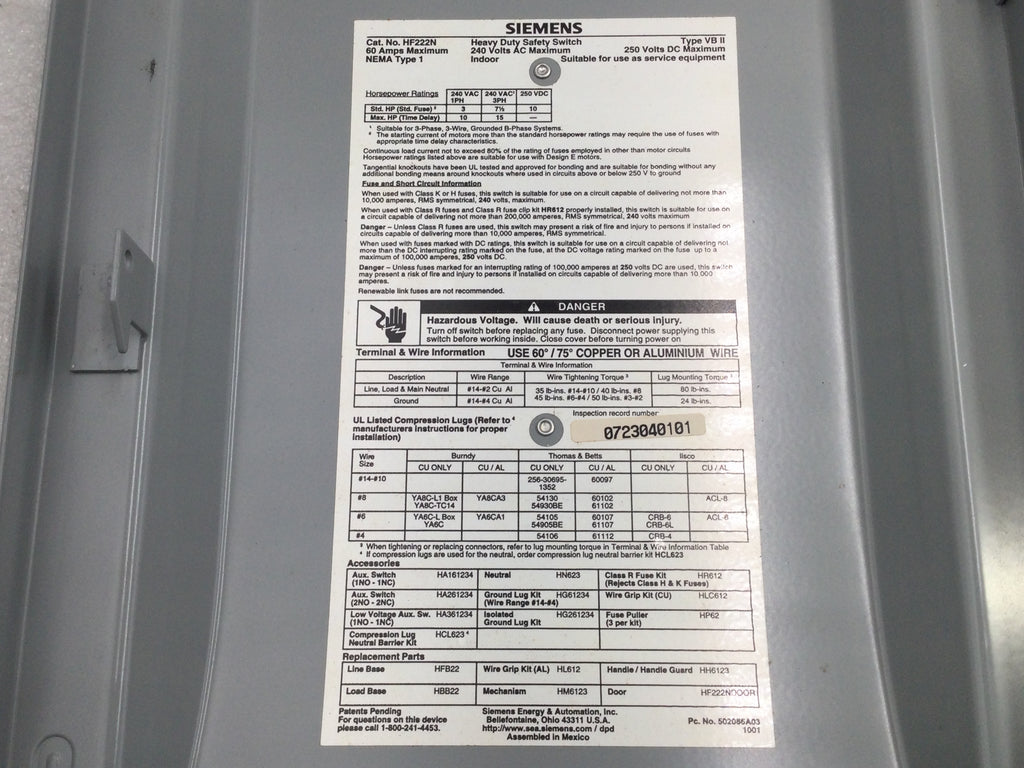 SIEMENS
Cat. No. HF222N Heavy Duty Safety Switch Type VB II
60 Amps Maximum 240 Volts AC Maximum 250 Volts DC Maximum
NEMA Type 1 Indoor Suitable for use as service equipment
Horsepower Ratings 240 VAC 1PH 240 VAC¹ 3PH 250 VDC
Std. HP (Std. Fuse)² 3 7½ 10
Max. HP (Time Delay) 10 15 —
¹ Suitable for 3-Phase, 3-Wire, Grounded B-Phase Systems.
² The starting current of motors more than the standard horsepower ratings may require the use of fuses with
appropriate time delay characteristics.
Continuous load current not to exceed 80% of the rating of fuses employed in other than motor circuits
Horsepower ratings listed above are suitable for use with Design E motors.
Tangential knockouts have been UL tested and approved for bonding and are suitable for bonding without any
additional bonding means around knockouts where used in circuits above or below 250 V to ground
Fuse and Short Circuit Information
When used with Class K or H fuses, this switch is suitable for use on a circuit capable of delivering not more than
10,000 amperes, RMS symmetrical, 240 volts, maximum.
When used with Class R fuses and Class R fuse clip kit HR612 properly installed, this switch is suitable for use on
a circuit capable of delivering not more than 200,000 amperes, RMS symmetrical, 240 volts maximum
Danger – Unless Class R fuses are used, this switch may present a risk of fire and injury to persons if installed on
circuits capable of delivering more than 10,000 amperes, RMS symmetrical.
When used with fuses marked with DC ratings, this switch is suitable for use on a circuit capable of delivering not
more than the DC interrupting rating marked on the fuse, at the DC voltage rating marked on the fuse up to a
maximum of 100,000 amperes, 250 volts DC.
Danger – Unless fuses marked for an interrupting rating of 100,000 amperes at 250 volts DC are used, this switch
may present a risk of fire and injury to persons if installed on circuits capable of delivering more than 10 000
amperes.
Renewable link fuses are not recommended.
DANGER
Hazardous Voltage. Will cause death or serious injury.
Turn off switch before replacing any fuse. Disconnect power supplying this
switch before working inside. Close cover before turning power on
Terminal & Wire Information USE 60° / 75° COPPER OR ALUMINIUM WIRE
Terminal & Wire Information
Description Wire Range Wire Tightening Torque ³ Lug Mounting Torque ³
Line, Load & Main Neutral #14-#2 Cu Al 35 lb-ins. #14-#10 / 40 lb-ins. #8 80 lb-ins.
Ground #14-#4 Cu Al 45 lb-ins. #6-#4 / 50 lb-ins. #3-#2 24 lb-ins.
UL Listed Compression Lugs (Refer to ⁴
manufacturers instructions for proper
installation)
Inspection record number
0723040101
Wire Size Burndy Thomas & Betts Ilsco
CU ONLY CU / AL CU ONLY CU / AL CU ONLY CU / AL
#14-#10 256-30695-1352 60097
#8 YA8C-L1 Box YA8CA3 54130 60102 ACL-8
YA8C-TC14 54930BE 61102
#6 YA6C-L Box YA6CA1 54105 60107 CRB-6 ACL-6
YA6C 54905BE 61107 CRB-6L
#4 54106 61112 CRB-4
³ When tightening or replacing connectors, refer to lug mounting torque in Terminal & Wire Information Table
⁴ If compression lugs are used for the neutral, order compression lug neutral barrier kit HCL623
Accessories
Aux. Switch HA161234 Neutral HN623 Class R Fuse Kit HR612
(1NO - 1NC) (Rejects Class H & K Fuses)
Aux. Switch HA261234 Ground Lug Kit HG61234 Wire Grip Kit (CU) HLC612
(2NO - 2NC) (Wire Range #14-#4)
Low Voltage Aux. Sw. HA361234 Isolated HG261234 Fuse Puller HP62
(1NO - 1NC) Ground Lug Kit (3 per kit)
Compression Lug HCL623⁴
Neutral Barrier Kit
Replacement Parts
Line Base HFB22 Wire Grip Kit (AL) HL612 Handle / Handle Guard HH6123
Load Base HBB22 Mechanism HM6123 Door HF222NDOOR
Patents Pending Siemens Energy & Automation, Inc.
For questions on this device Bellefontaine, Ohio 43311 U.S.A. Pc. No. 502086A03
please call 1-800-241-4453. http://www.sea.siemens.com / dpd 1001
Assembled in Mexico